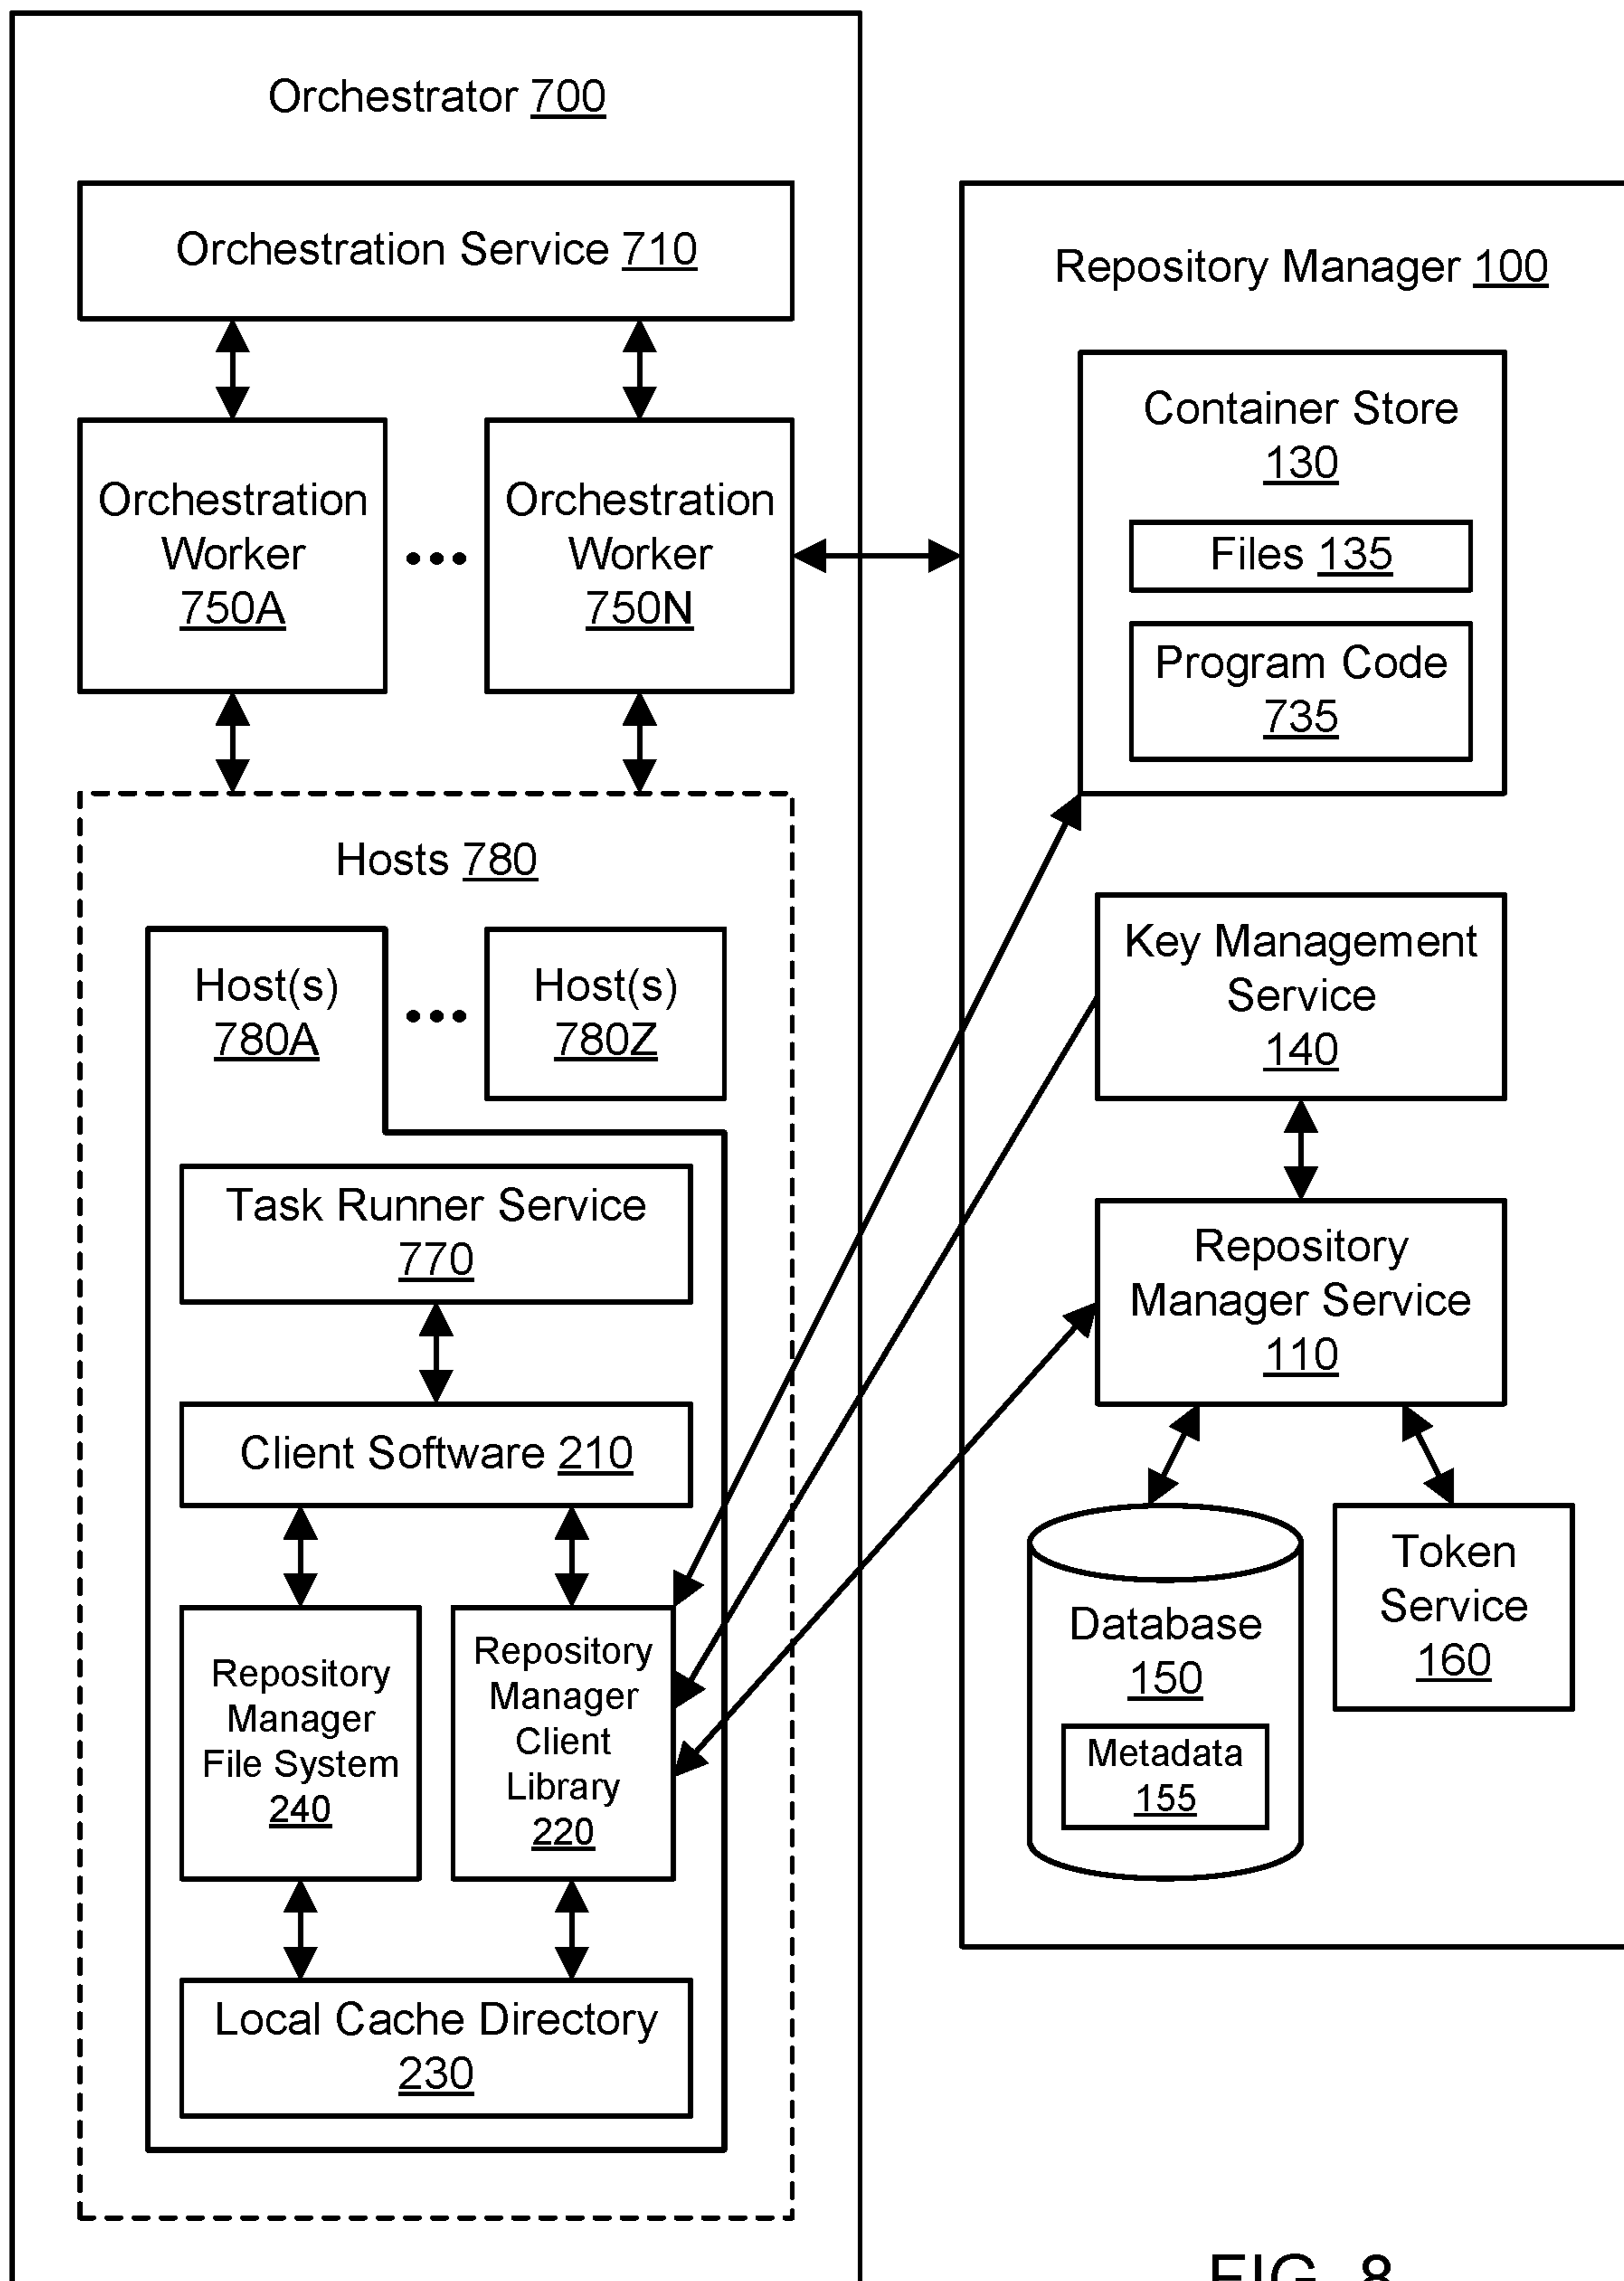 Orchestrator 700
Orchestration Service 710
Orchestration
Worker
750A
Orchestration
Worker
750N
Hosts 780
Host(s)
780A
Host(s)
780Z
Task Runner Service
770
Client Software 210
Repository
Manager
File System
240
Repository
Manager
Client
Library
220
Local Cache Directory
230
Repository Manager 100
Container Store
130
Files 135
Program Code
735
Key Management
Service
140
Repository
Manager Service
110
Database
150
Metadata
155
Token
Service
160
FIG. 8